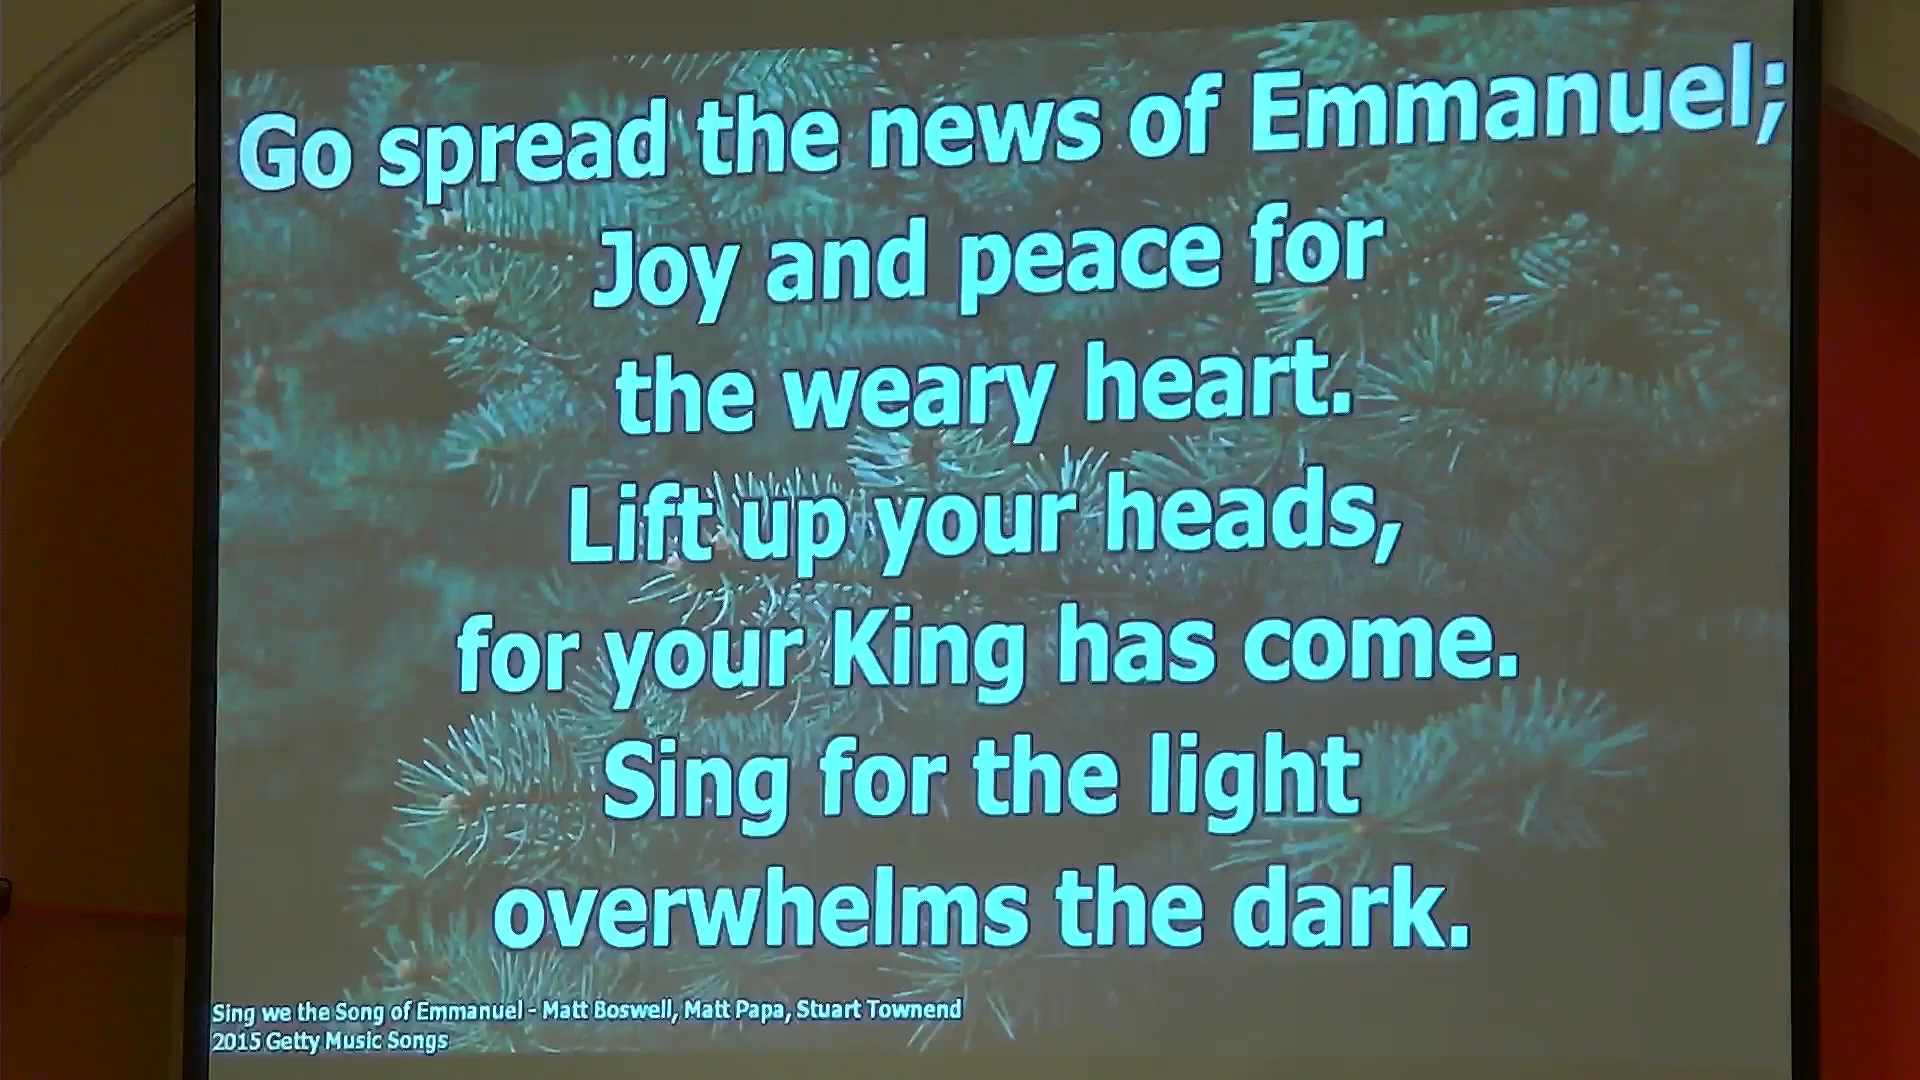 Go spread the news of Emmanuel;
Joy and peace for
the weary heart.
Lift up your heads,
for your King has come.
Sing for the light
overwhelms the dark.
Sing we the Song of Emmanuel - Matt Boswell, Matt Papa, Stuart Townend
2015 Getty Music Songs